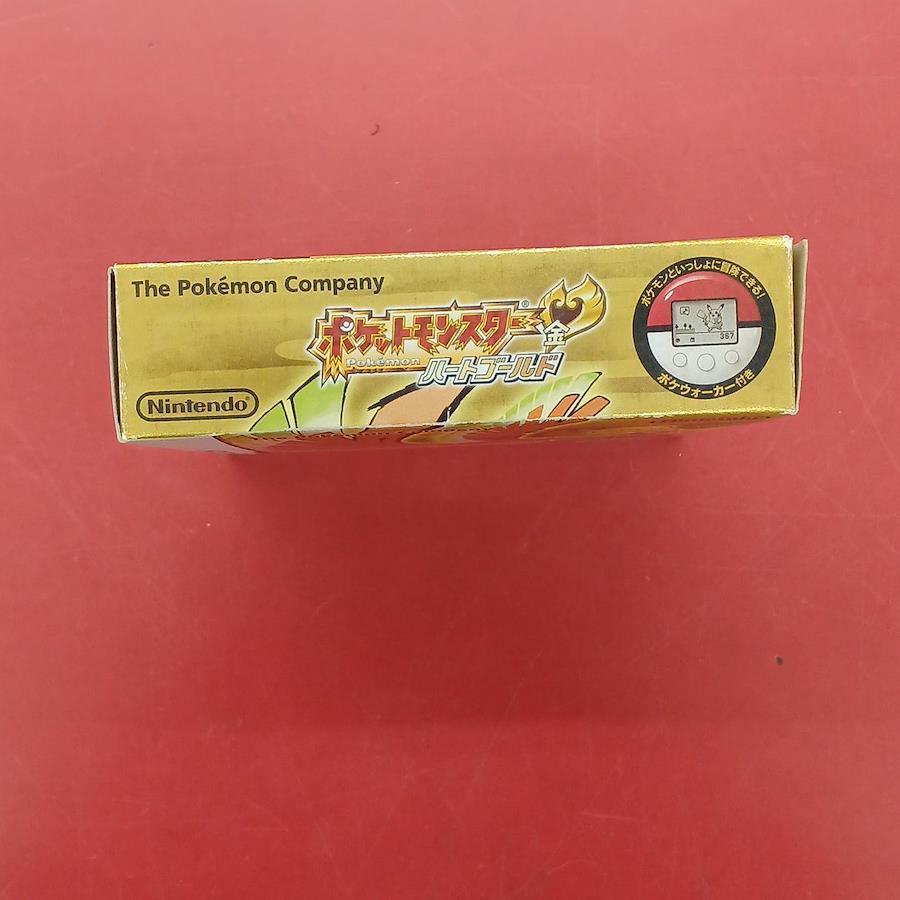 The Pokémon Company
ポケットモンスター®
Pokémon
金
ハートゴールド
Nintendo®
ポケモンといっしょに冒険できる!
367
ポケウォーカー付き